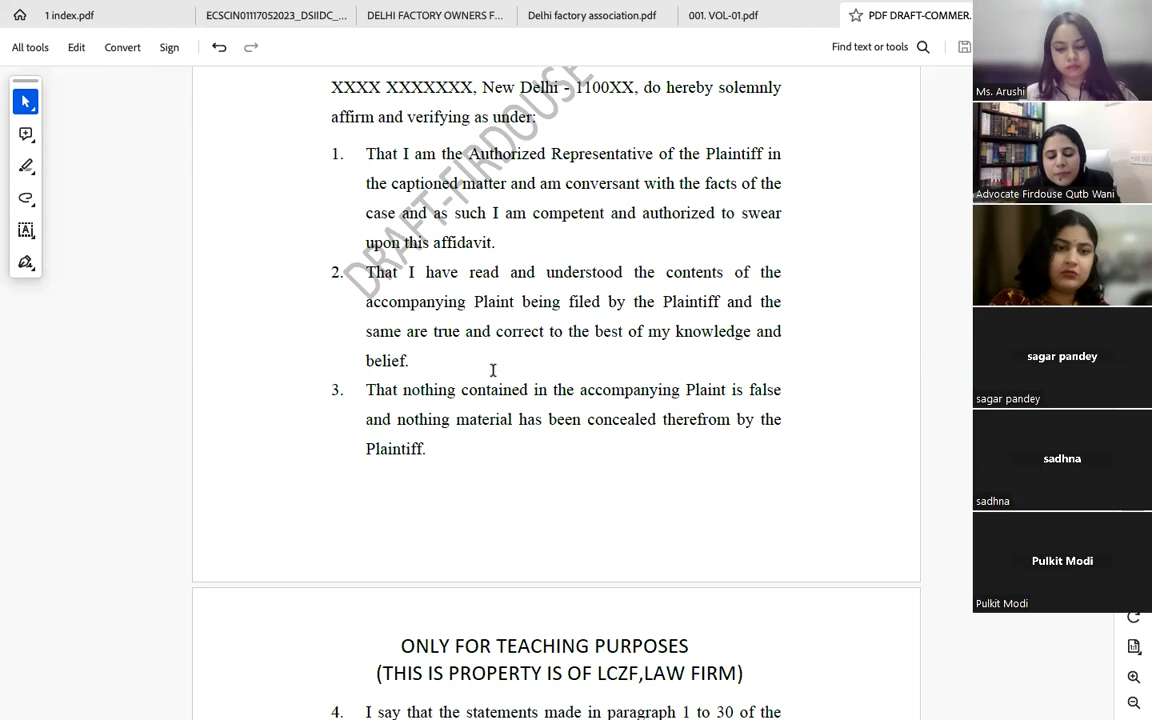 1 index.pdf
ECSCIN01117052023_DSIIDC_...
DELHI FACTORY OWNERS F...
Delhi factory association.pdf
001. VOL-01.pdf
PDF DRAFT-COMMER.
All tools
Edit
Convert
Sign
Find text or tools
XXXX XXXXXXX, New Delhi - 1100XX, do hereby solemnly
affirm and verifying as under:
1. That I am the Authorized Representative of the Plaintiff in
the captioned matter and am conversant with the facts of the
case and as such I am competent and authorized to swear
upon this affidavit.
2. That I have read and understood the contents of the
accompanying Plaint being filed by the Plaintiff and the
same are true and correct to the best of my knowledge and
belief.
3. That nothing contained in the accompanying Plaint is false
and nothing material has been concealed therefrom by the
Plaintiff.
DRAFT-FIRDOUSE
ONLY FOR TEACHING PURPOSES
(THIS IS PROPERTY IS OF LCZF,LAW FIRM)
4. I say that the statements made in paragraph 1 to 30 of the
Ms. Arushi
Advocate Firdouse Qutb Wani
sagar pandey
sagar pandey
sadhna
sadhna
Pulkit Modi
Pulkit Modi